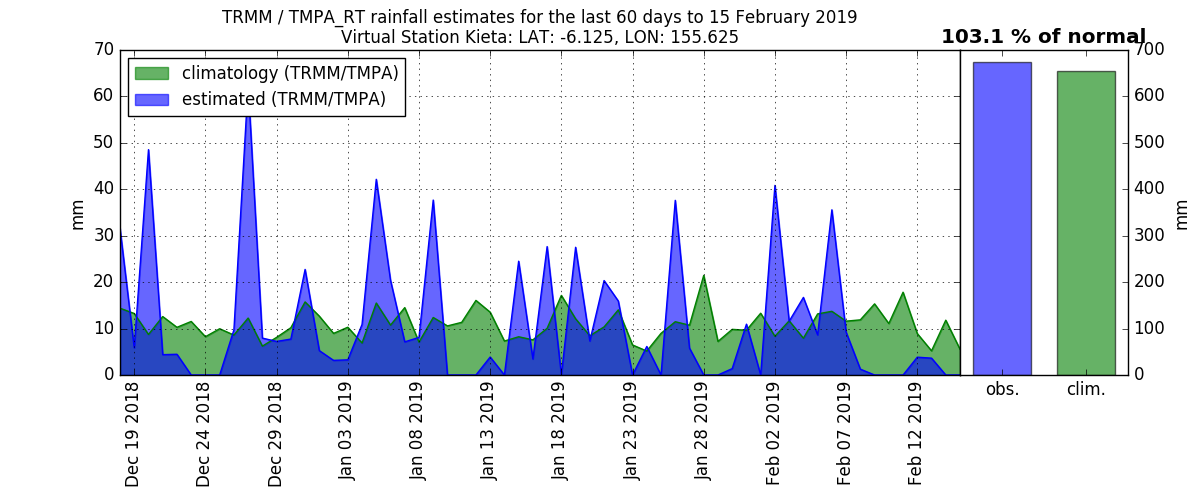 TRMM / TMPA_RT rainfall estimates for the last 60 days to 15 February 2019
Virtual Station Kieta: LAT: -6.125, LON: 155.625
103.1 % of normal
climatology (TRMM/TMPA)
estimated (TRMM/TMPA)
mm
70
60
50
40
30
20
10
0
Dec 19 2018
Dec 24 2018
Dec 29 2018
Jan 03 2019
Jan 08 2019
Jan 13 2019
Jan 18 2019
Jan 23 2019
Jan 28 2019
Feb 02 2019
Feb 07 2019
Feb 12 2019
obs.
clim.
700
600
500
400
300
200
100
0
mm